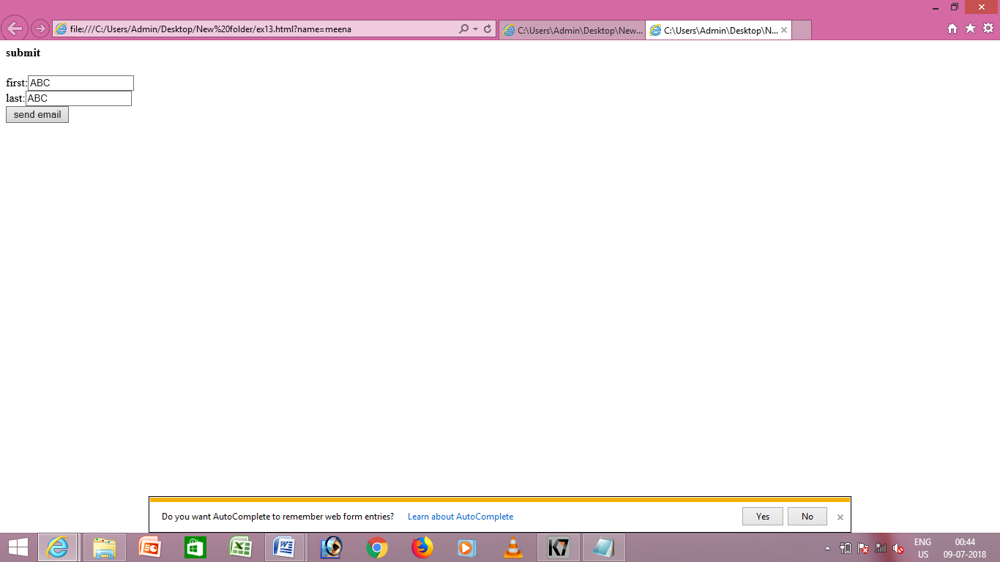 file:///C:/Users/Admin/Desktop/New%20folder/ex13.html?name=meena
C:\Users\Admin\Desktop\New...
C:\Users\Admin\Desktop\N...
submit
first:ABC
last:ABC
send email
Do you want AutoComplete to remember web form entries? Learn about AutoComplete Yes No
K7
ENG 00:44
US 09-07-2018